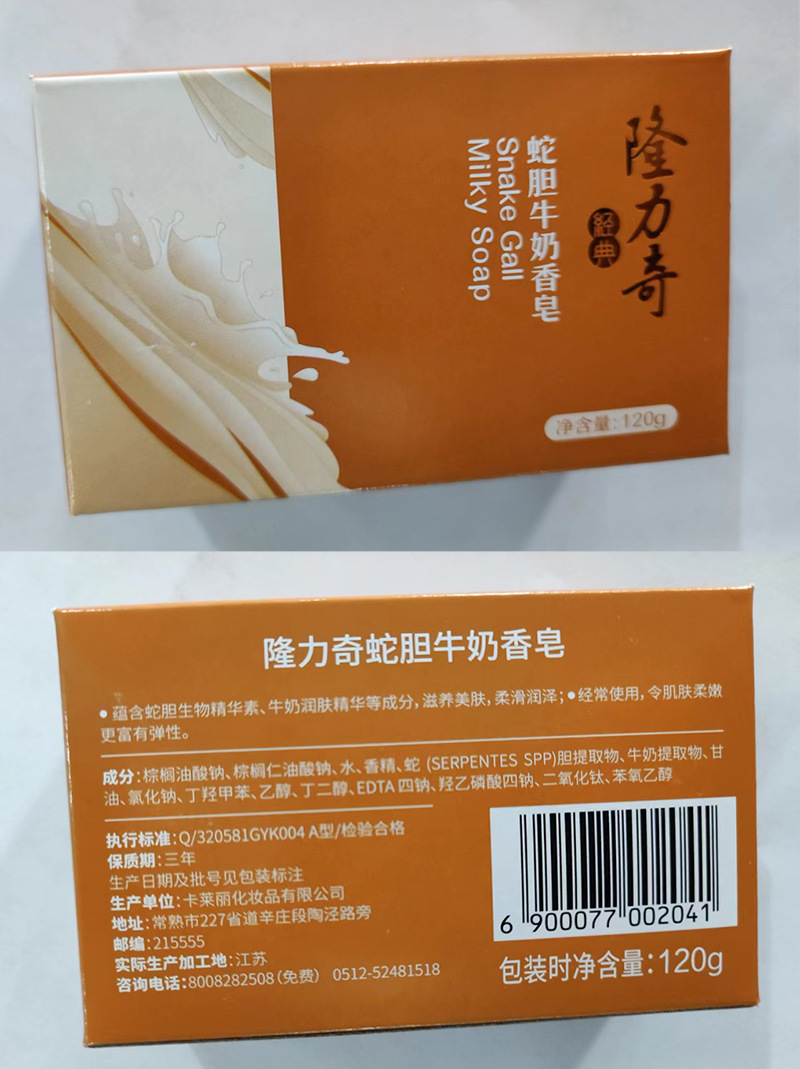 隆力奇
經典
蛇胆牛奶香皂
Snake Gall
Milky Soap
净含量:120g
隆力奇蛇胆牛奶香皂
•蕴含蛇胆生物精华素、牛奶润肤精华等成分,滋养美肤,柔滑润泽;•经常使用,令肌肤柔嫩
更富有弹性。
成分:棕榈油酸钠、棕榈仁油酸钠、水、香精、蛇 (SERPENTES SPP)胆提取物、牛奶提取物、甘
油、氯化钠、丁羟甲苯、乙醇、丁二醇、EDTA 四钠、羟乙磷酸四钠、二氧化钛、苯氧乙醇
执行标准:Q/320581GYK004 A型/检验合格
保质期:三年
生产日期及批号见包装标注
生产单位:卡莱丽化妆品有限公司
地址:常熟市227省道辛庄段陶泾路旁
邮编:215555
实际生产加工地:江苏
咨询电话:8008282508(免费) 0512-52481518
6 900077 002041
包装时净含量:120g